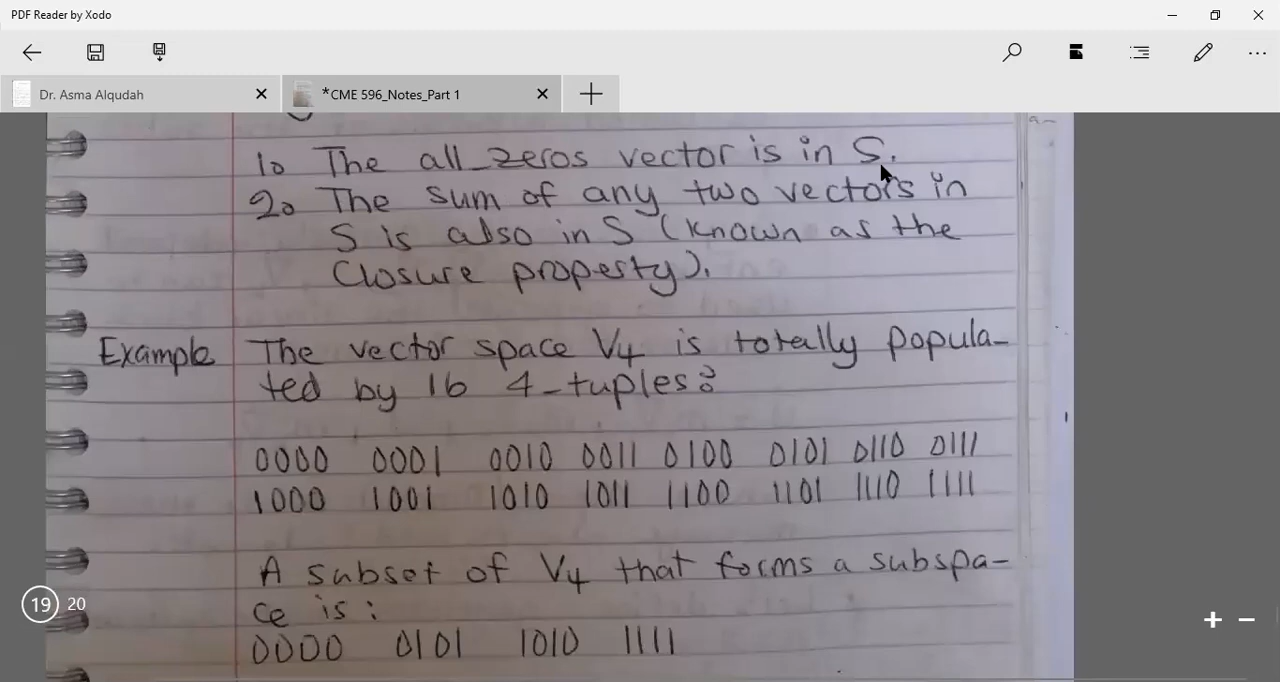 PDF Reader by Xodo
Dr. Asma Alqudah
*CME 596_Notes_Part 1
1. The all-zeros vector is in S.
2. The sum of any two vectors in
S is also in S (known as the
Closure property).
Example The vector space V4 is totally popula-
ted by 16 4-tuples:
0000 0001 0010 0011 0100 0101 0110 0111
1000 1001 1010 1011 1100 1101 1110 1111
A subset of V4 that forms a subspa-
ce is:
0000 0101 1010 1111
19 20